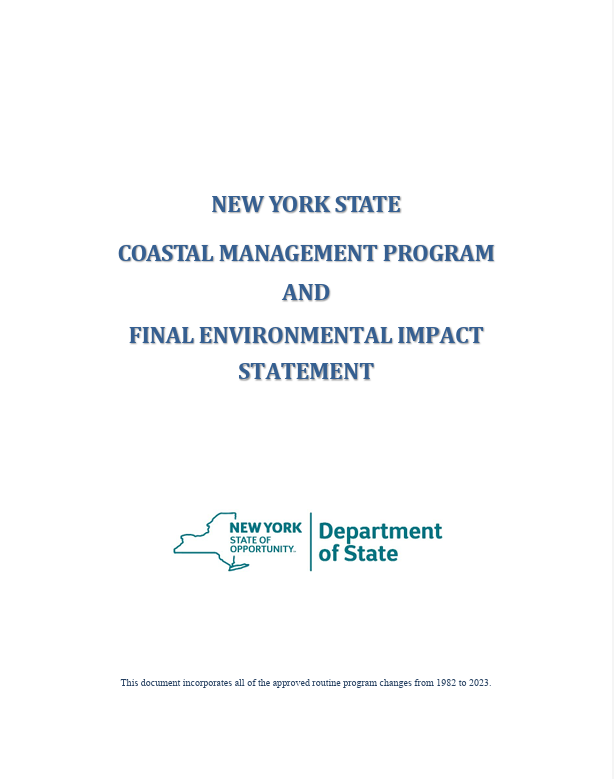 NEW YORK STATE
COASTAL MANAGEMENT PROGRAM
AND
FINAL ENVIRONMENTAL IMPACT
STATEMENT
NEW YORK
STATE OF
OPPORTUNITY.
Department
of State
This document incorporates all of the approved routine program changes from 1982 to 2023.